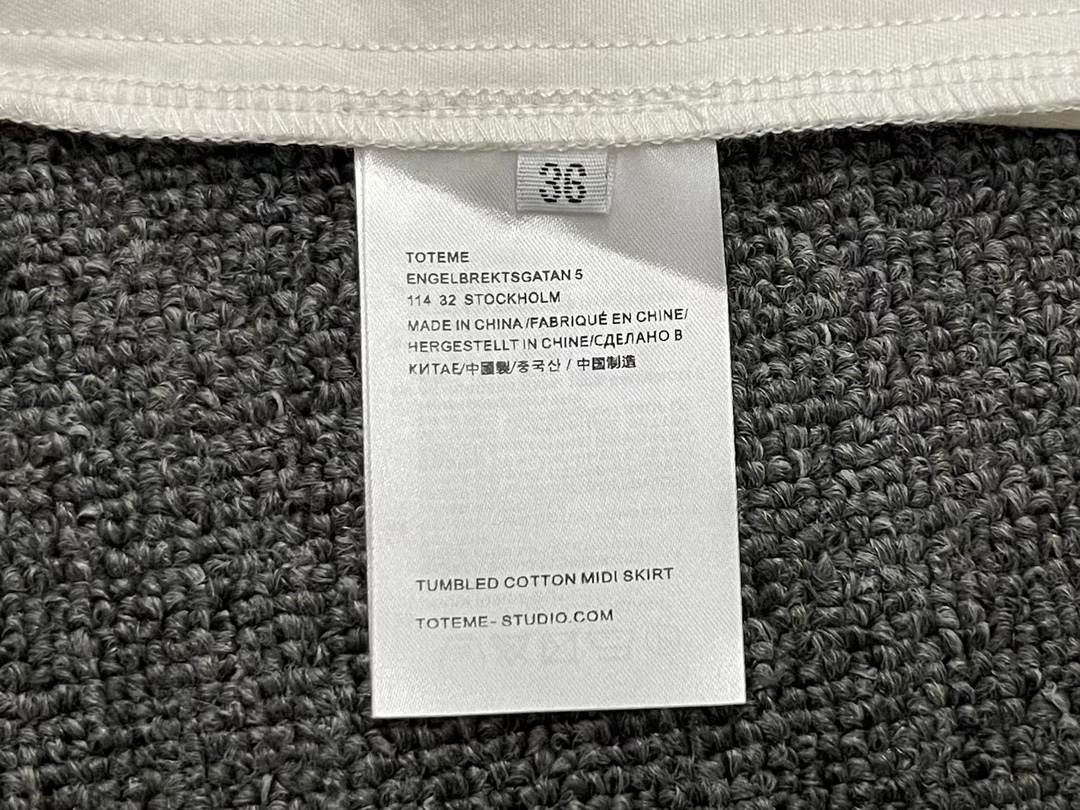 36
TOTEME
ENGELBREKTSGATAN 5
114 32 STOCKHOLM
MADE IN CHINA /FABRIQUÉ EN CHINE/
HERGESTELLT IN CHINE/СДЕЛАНО В
КИТАЕ/中國製/중국산 / 中国制造
TUMBLED COTTON MIDI SKIRT
TOTEME- STUDIO.COM